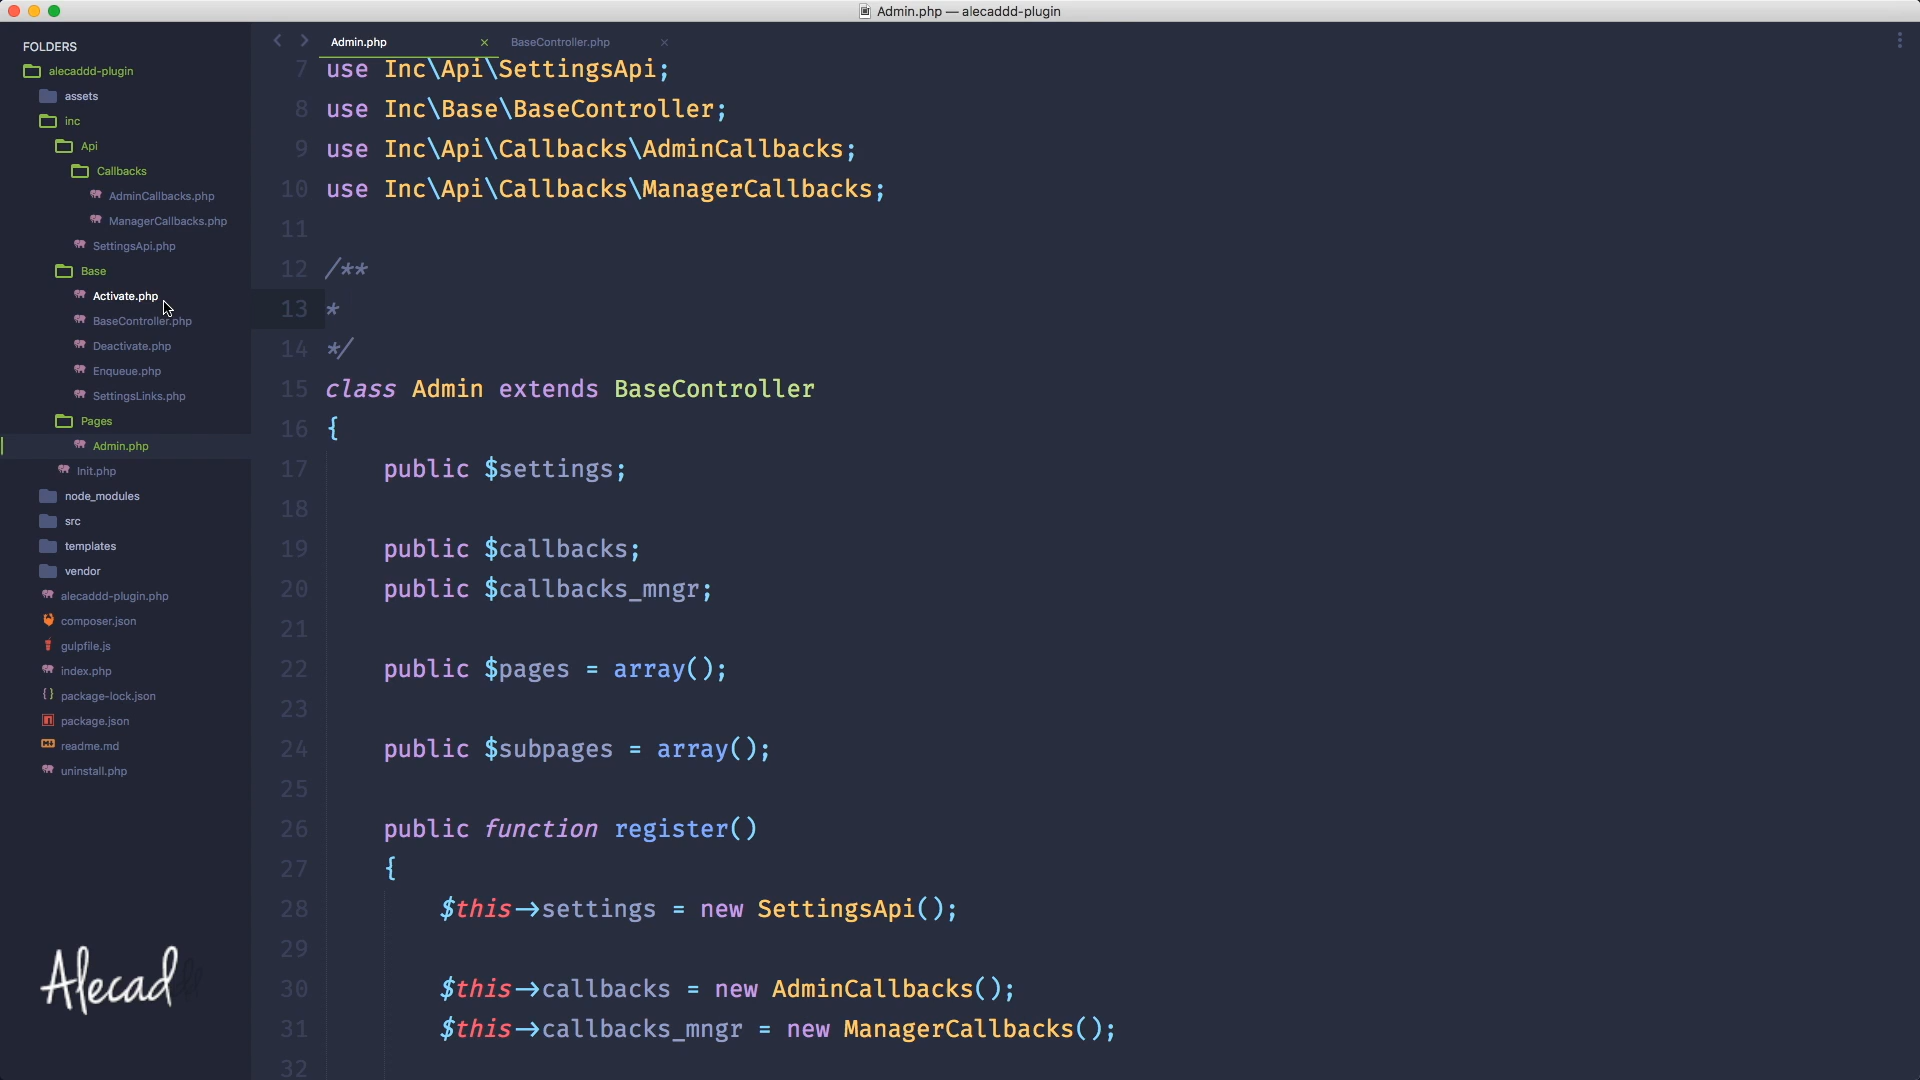 Admin.php — alecaddd-plugin
FOLDERS
alecaddd-plugin
assets
inc
Api
Callbacks
AdminCallbacks.php
ManagerCallbacks.php
SettingsApi.php
Base
Activate.php
BaseController.php
Deactivate.php
Enqueue.php
SettingsLinks.php
Pages
Admin.php
Init.php
node_modules
src
templates
vendor
alecaddd-plugin.php
composer.json
gulpfile.js
index.php
package-lock.json
package.json
readme.md
uninstall.php
Alecad
Admin.php
BaseController.php
7 use Inc\Api\SettingsApi;
8 use Inc\Base\BaseController;
9 use Inc\Api\Callbacks\AdminCallbacks;
10 use Inc\Api\Callbacks\ManagerCallbacks;
11
12 /**
13 *
14 */
15 class Admin extends BaseController
16 {
17 public $settings;
18
19 public $callbacks;
20 public $callbacks_mngr;
21
22 public $pages = array();
23
24 public $subpages = array();
25
26 public function register()
27 {
28 $this→settings = new SettingsApi();
29
30 $this→callbacks = new AdminCallbacks();
31 $this→callbacks_mngr = new ManagerCallbacks();
32